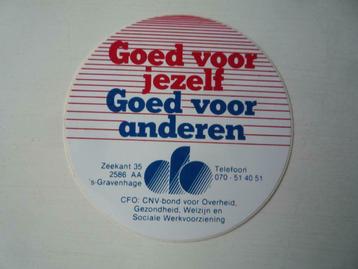 Goed voor
jezelf
Goed voor
anderen
Zeekant 35
2586 AA
's-Gravenhage
cfo
Telefoon
070 - 51 40 51
CFO: CNV-bond voor Overheid,
Gezondheid, Welzijn en
Sociale Werkvoorziening